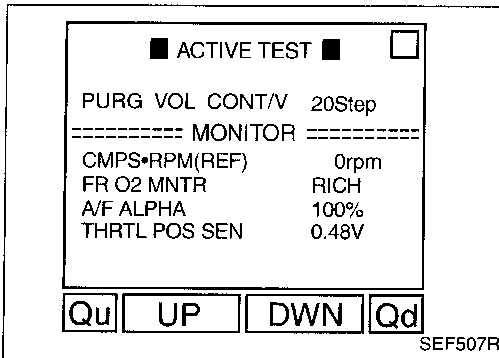 ■ ACTIVE TEST ■
PURG VOL CONT/V 20Step
========== MONITOR ==========
CMPS•RPM(REF) 0rpm
FR O2 MNTR RICH
A/F ALPHA 100%
THRTL POS SEN 0.48V
Qu UP DWN Qd
SEF507R